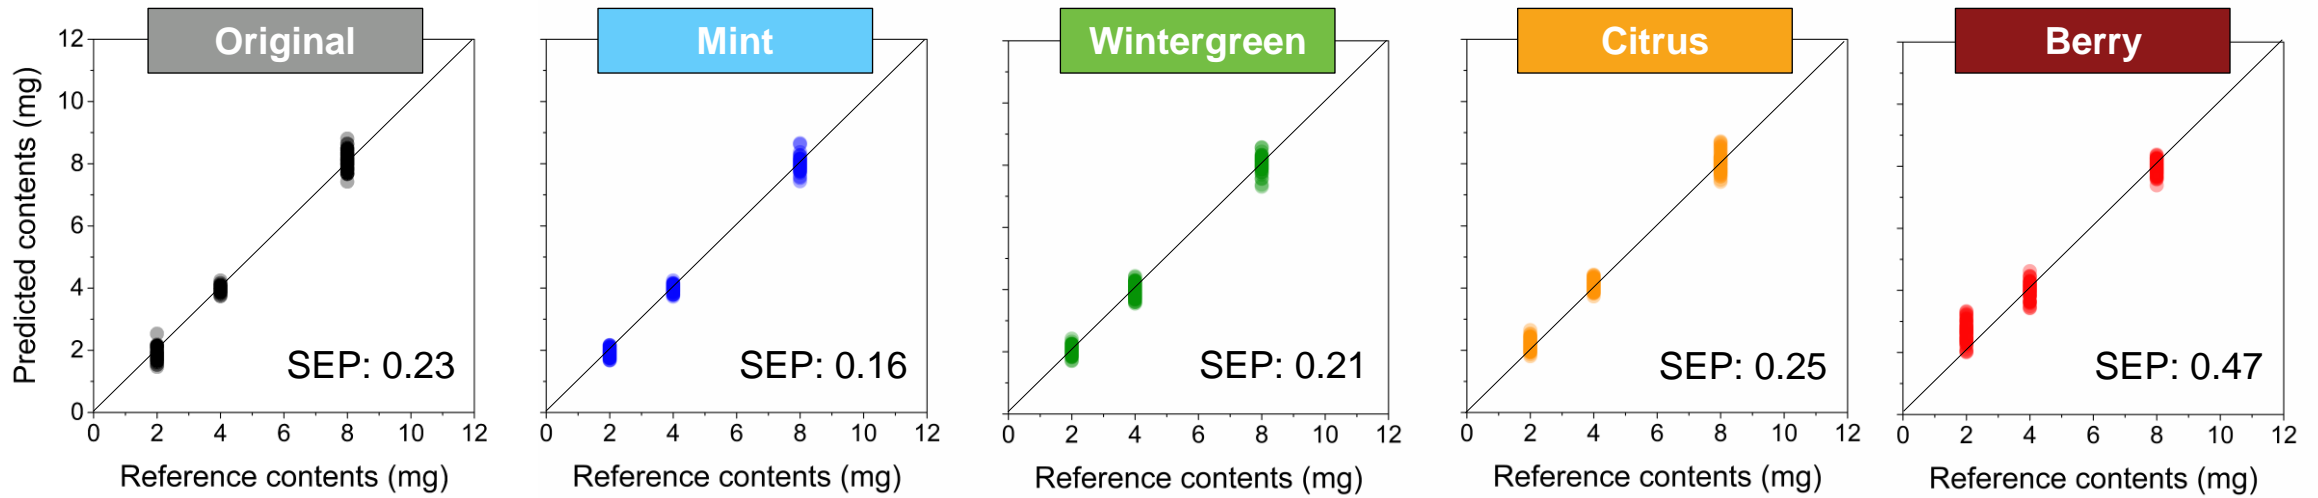 Original
Mint
Wintergreen
Citrus
Berry
Predicted contents (mg)
12
10
8
6
4
2
0
SEP: 0.23
SEP: 0.16
SEP: 0.21
SEP: 0.25
SEP: 0.47
0 2 4 6 8 10 12
0 2 4 6 8 10 12
0 2 4 6 8 10 12
0 2 4 6 8 10 12
0 2 4 6 8 10 12
Reference contents (mg)
Reference contents (mg)
Reference contents (mg)
Reference contents (mg)
Reference contents (mg)